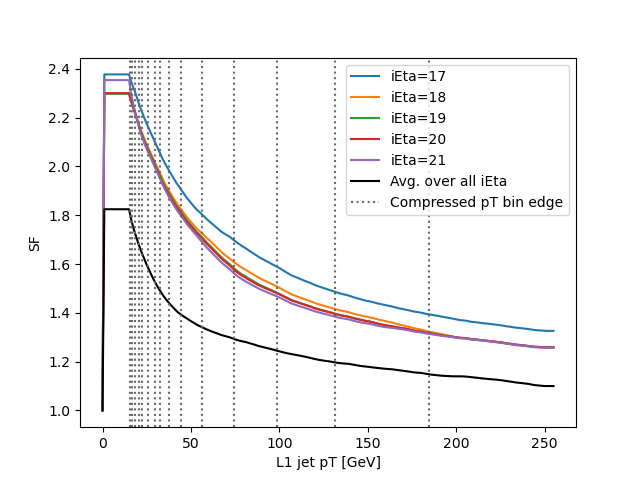 2.4
2.2
2.0
1.8
1.6
1.4
1.2
1.0
SF
iEta=17
iEta=18
iEta=19
iEta=20
iEta=21
Avg. over all iEta
Compressed pT bin edge
0 50 100 150 200 250
L1 jet pT [GeV]